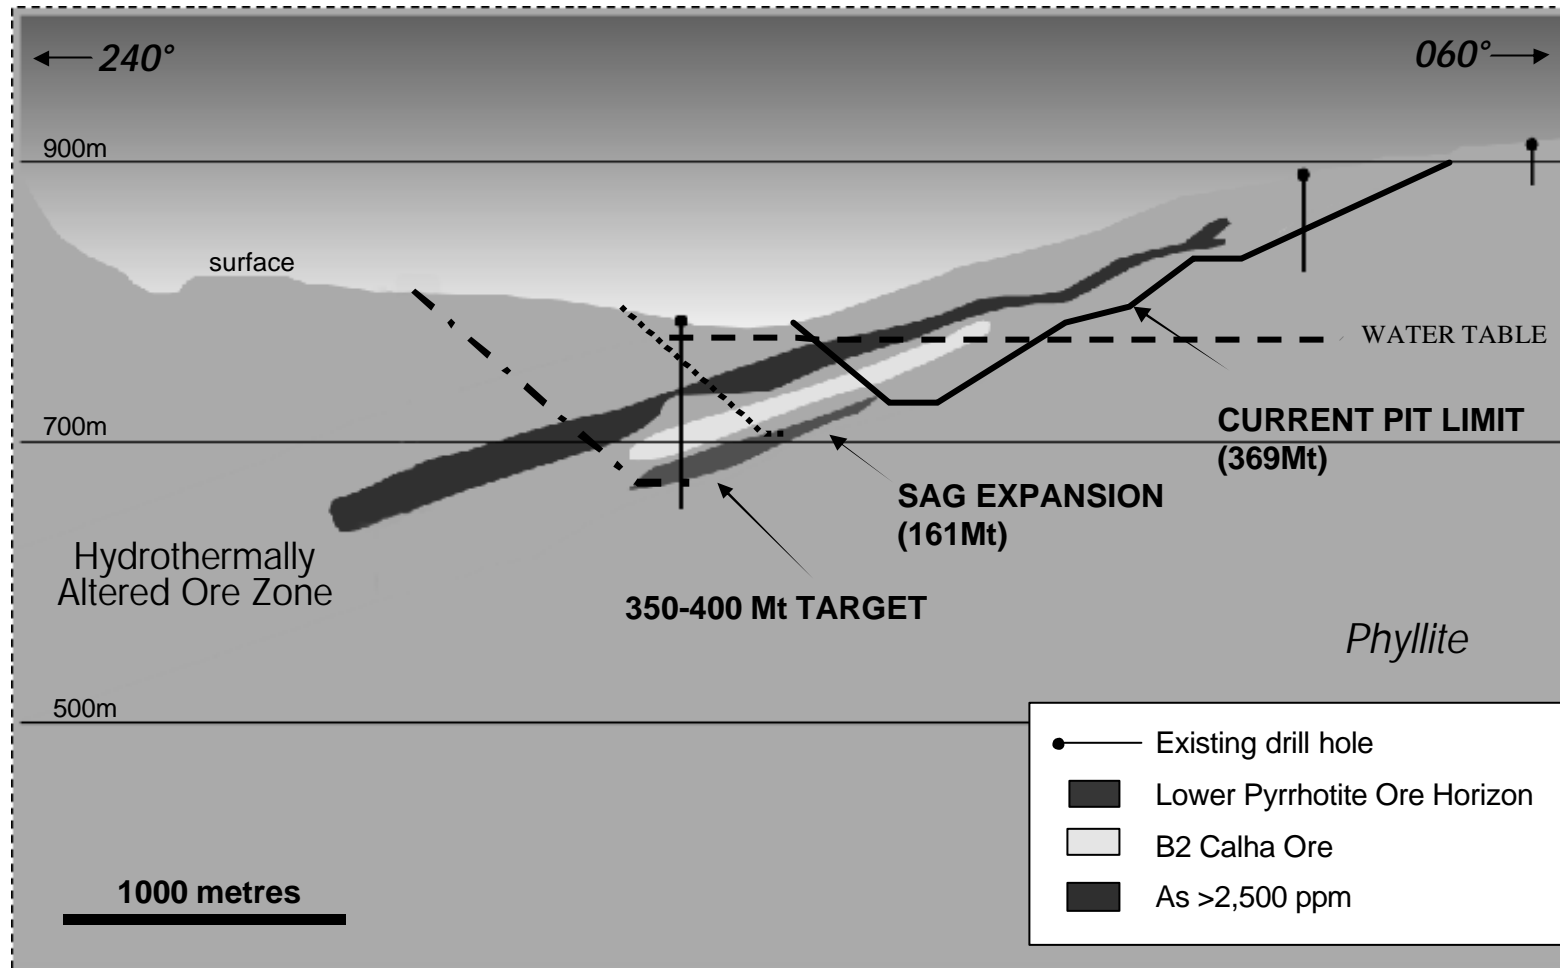 240°
060°
900m
surface
WATER TABLE
CURRENT PIT LIMIT
(369Mt)
700m
SAG EXPANSION
(161Mt)
Hydrothermally
Altered Ore Zone
350-400 Mt TARGET
Phyllite
500m
Existing drill hole
Lower Pyrrhotite Ore Horizon
B2 Calha Ore
As >2,500 ppm
1000 metres